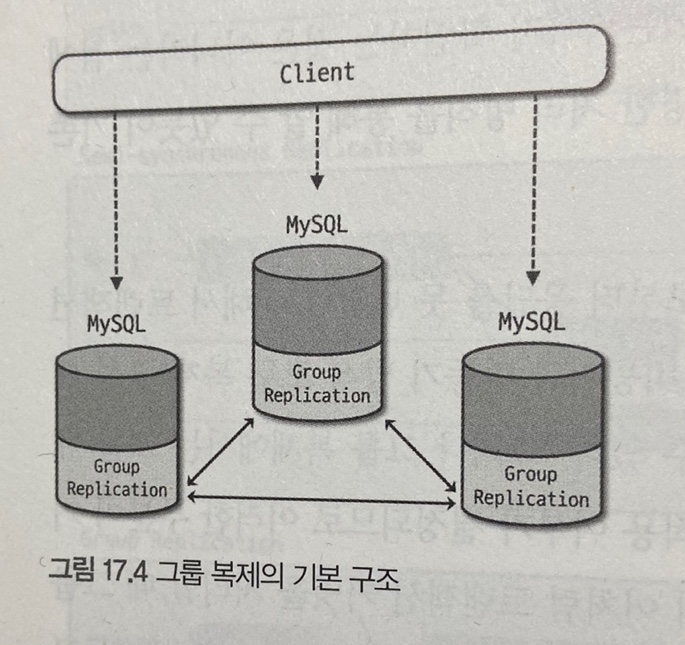 Client
MySQL
MySQL
MySQL
Group
Replication
Group
Replication
Group
Replication
그림 17.4 그룹 복제의 기본 구조